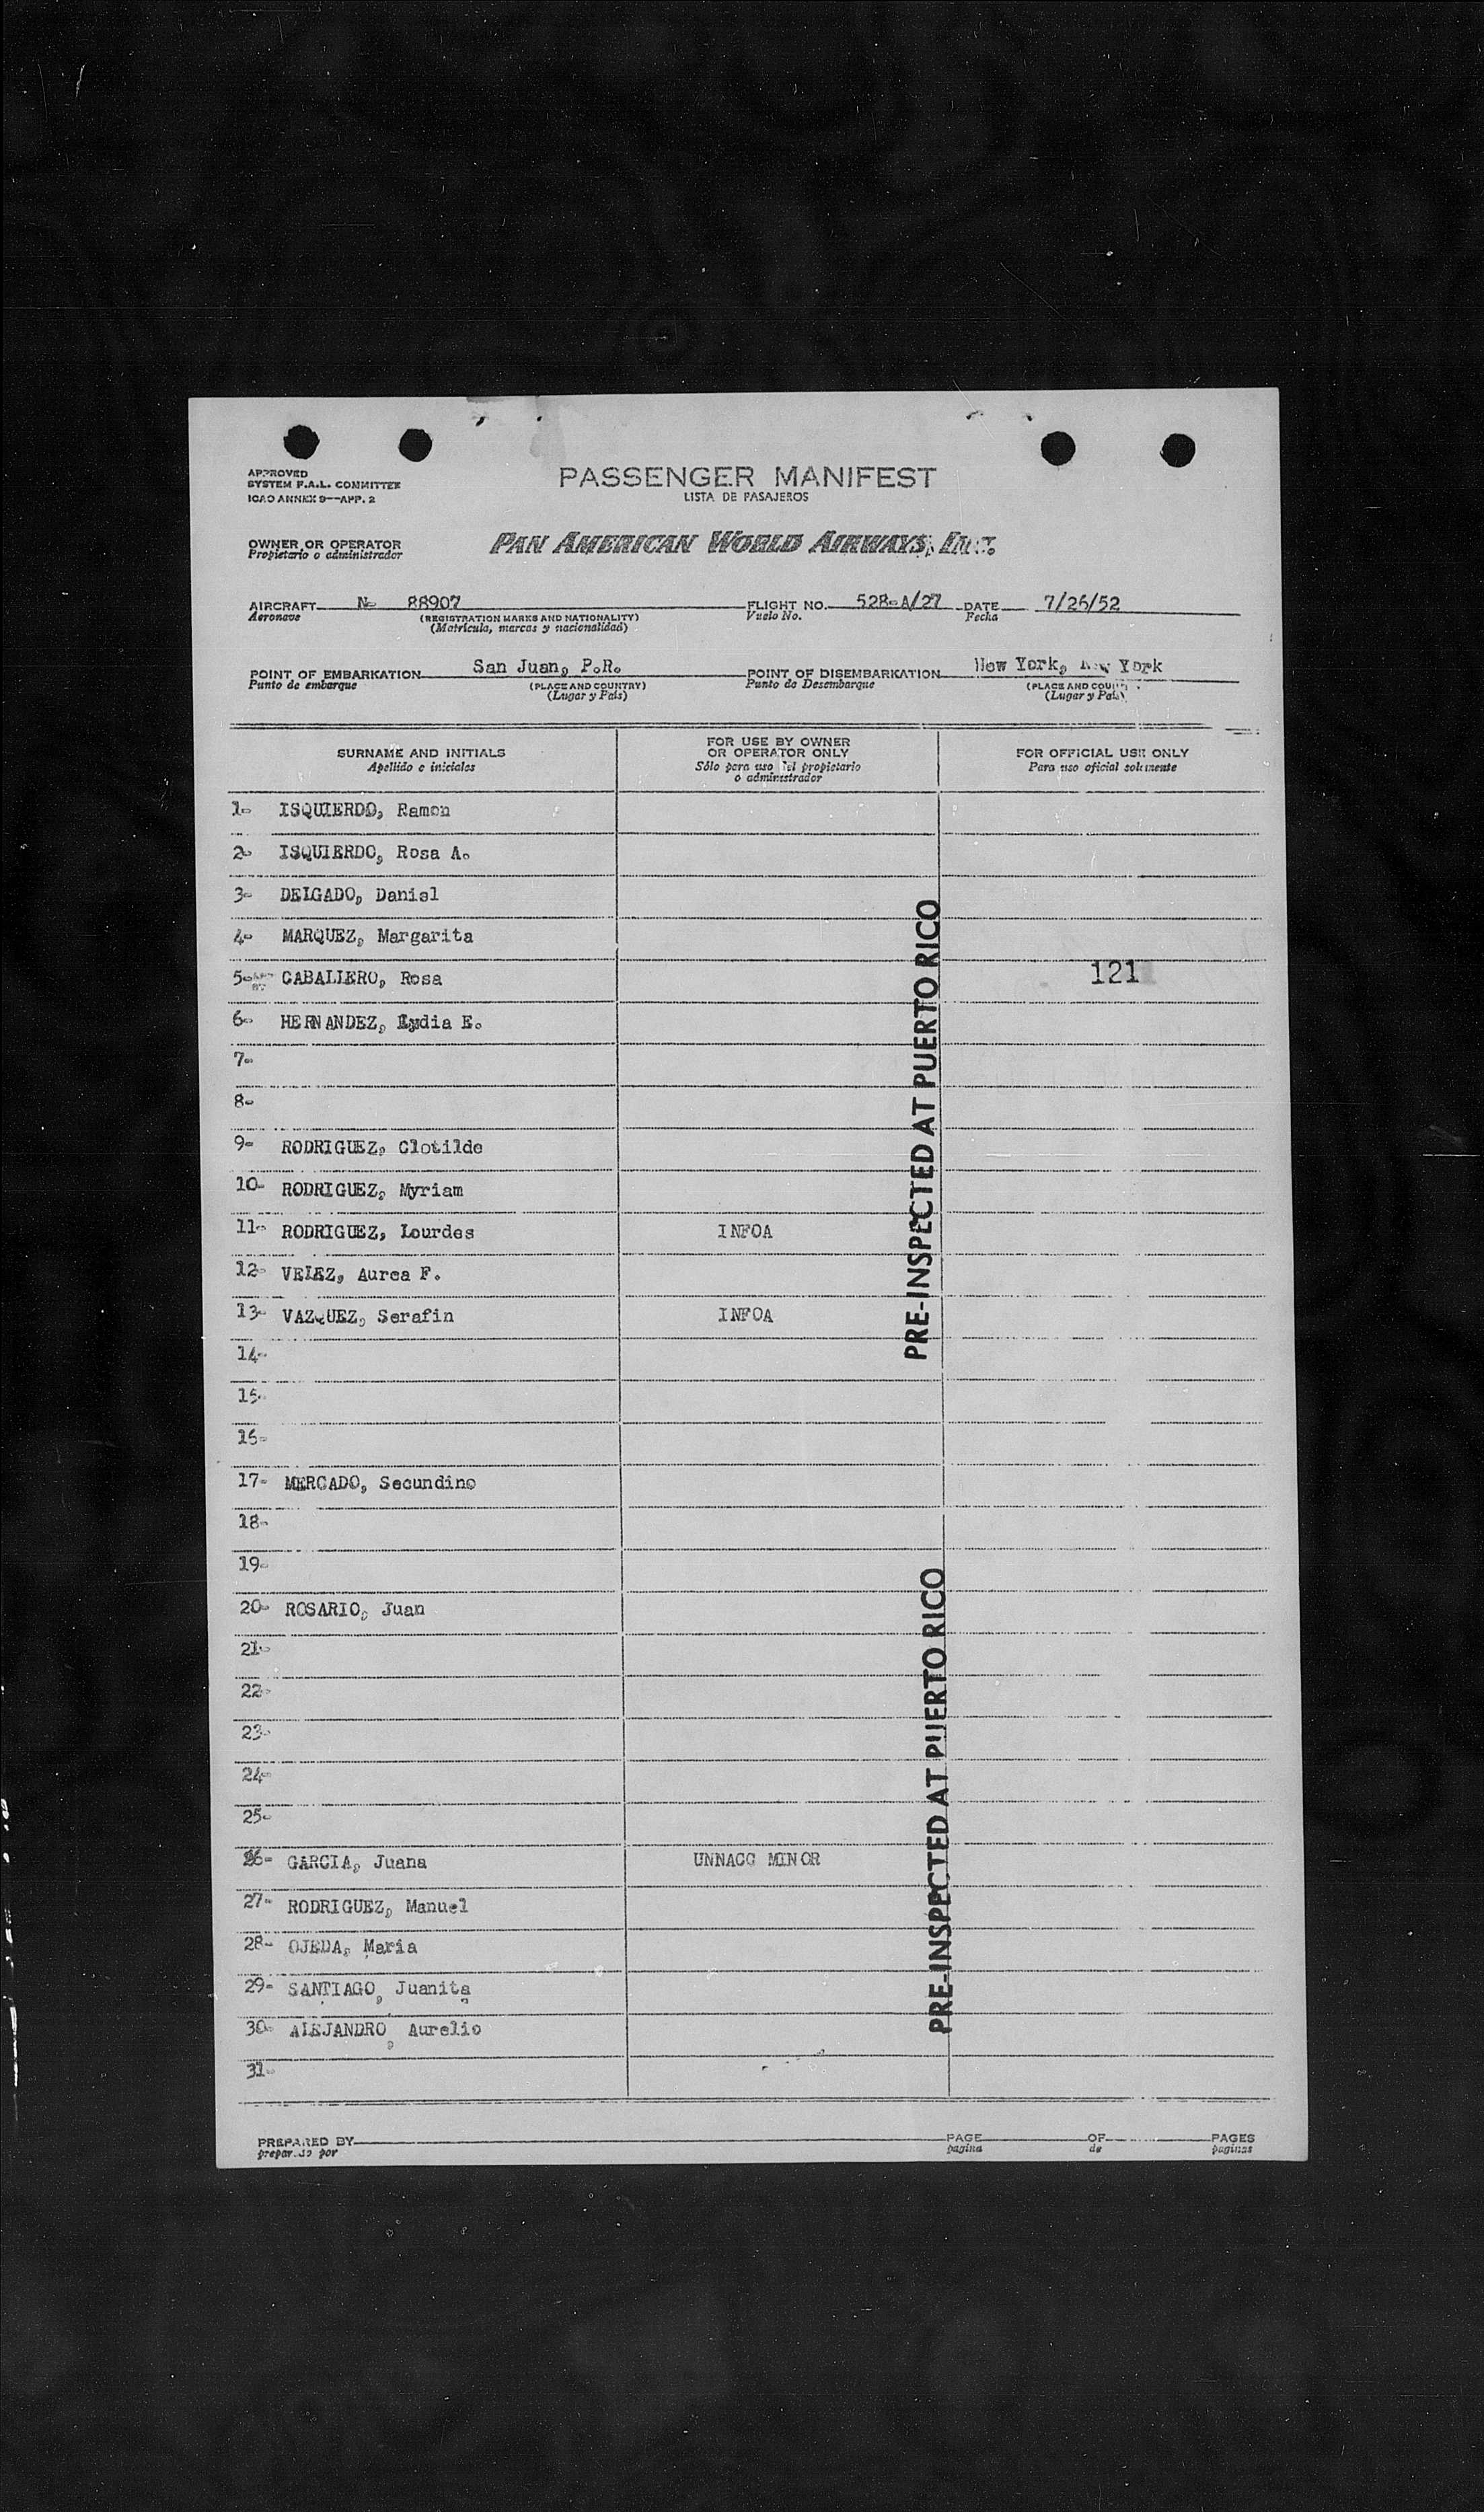 APPROVED
SYSTEM F.A.L. COMMITTEE
ICAO ANNEX 9—APP. 2
PASSENGER MANIFEST
LISTA DE PASAJEROS
OWNER OR OPERATOR
Propietario o administrador
PAN AMERICAN WORLD AIRWAYS, INC.
AIRCRAFT N- 88907 FLIGHT NO. 528-A/27 DATE 7/26/52
Aeronave (REGISTRATION MARKS AND NATIONALITY) Vuelo No. Fecha
(Matrícula, marcas y nacionalidad)
POINT OF EMBARKATION San Juan, P.R. POINT OF DISEMBARKATION New York, New York
Punto de embarque (PLACE AND COUNTRY) Punto de Desembarque (PLACE AND COUNTRY)
(Lugar y País) (Lugar y País)
SURNAME AND INITIALS
Apellido e iniciales
FOR USE BY OWNER
OR OPERATOR ONLY
Sólo para uso del propietario
o administrador
FOR OFFICIAL USE ONLY
Para uso oficial solamente
1- ISQUIERDO, Ramon
2- ISQUIERDO, Rosa A.
3- DELGADO, Daniel
4- MARQUEZ, Margarita
5- CABALLERO, Rosa 121
6- HERNANDEZ, Lydia E.
7-
8-
9- RODRIGUEZ, Clotilde
10- RODRIGUEZ, Myriam
11- RODRIGUEZ, Lourdes INFOA
12- VELEZ, Aurea F.
13- VAZQUEZ, Serafin INFOA
14-
15-
16-
17- MERCADO, Secundino
18-
19-
20- ROSARIO, Juan
21-
22-
23-
24-
25-
26- GARCIA, Juana UNNACC MINOR
27- RODRIGUEZ, Manuel
28- OJEDA, Maria
29- SANTIAGO, Juanita
30- ALEJANDRO, Aurelio
31-
PRE-INSPECTED AT PUERTO RICO
PRE-INSPECTED AT PUERTO RICO
PREPARED BY PAGE OF PAGES
preparado por pagina de paginas